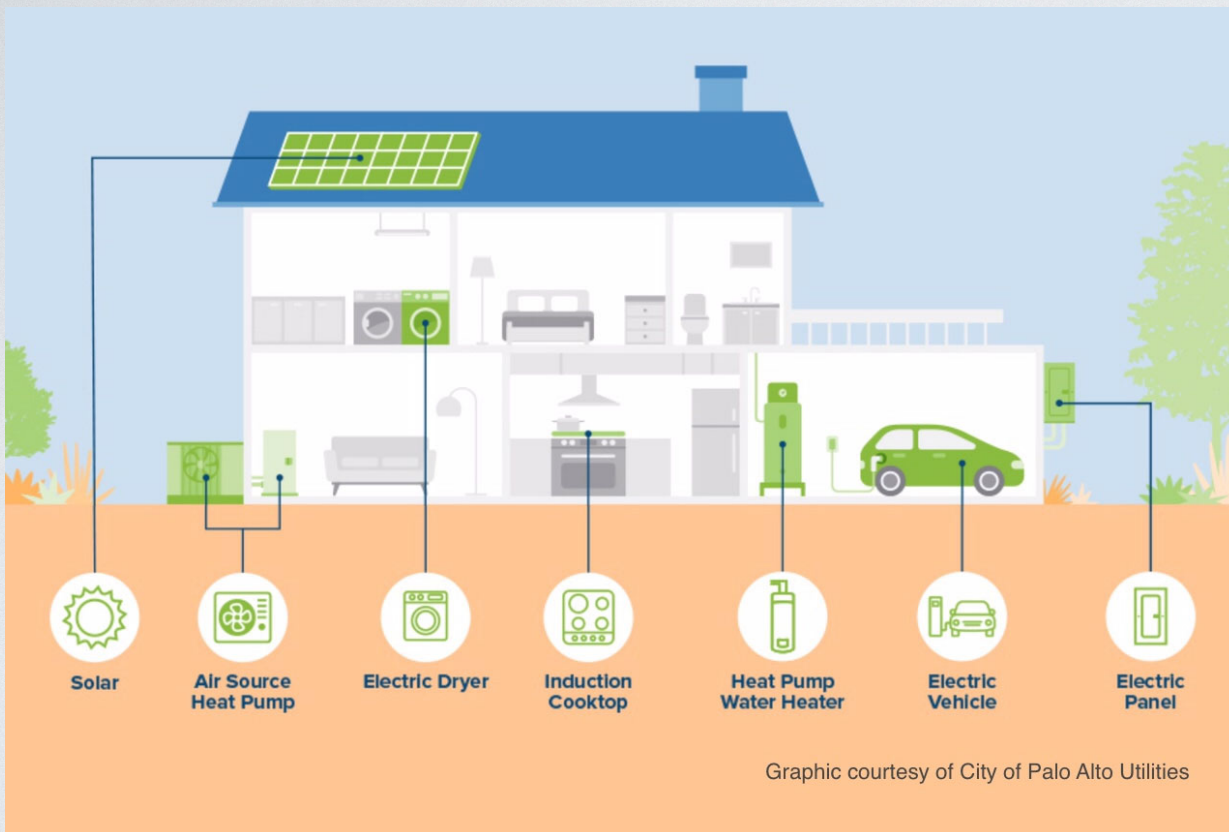 Solar
Air Source
Heat Pump
Electric Dryer
Induction
Cooktop
Heat Pump
Water Heater
Electric
Vehicle
Electric
Panel
Graphic courtesy of City of Palo Alto Utilities